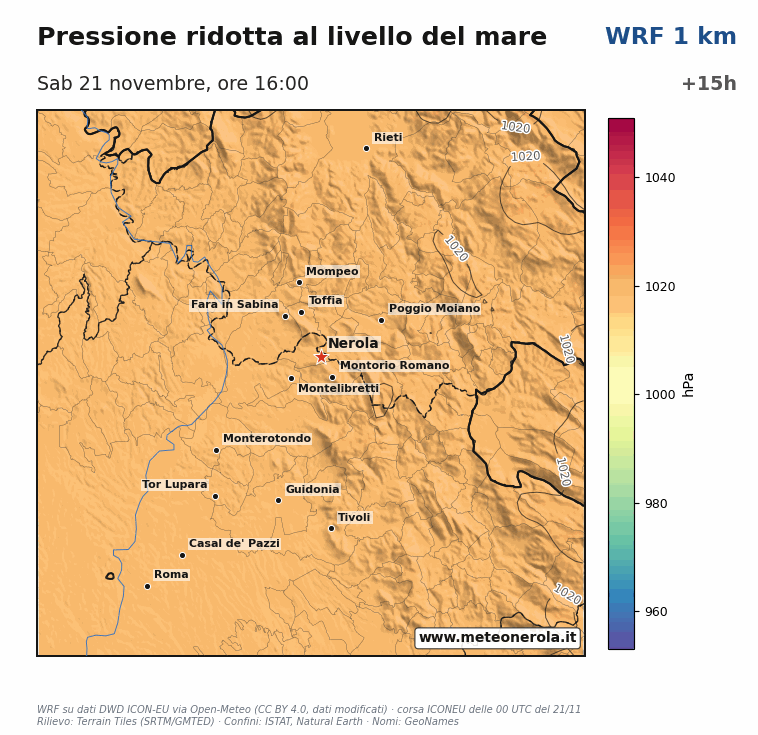 Pressione ridotta al livello del mare
WRF 1 km
Sab 21 novembre, ore 16:00
+15h
1020
1020
Rieti
1020
Mompeo
Toffia
Fara in Sabina
Poggio Moiano
Nerola
1020
Montorio Romano
Montelibretti
Monterotondo
1020
Tor Lupara
Guidonia
Tivoli
Casal de' Pazzi
Roma
1020
www.meteonerola.it
1040
1020
1000
980
960
hPa
WRF su dati DWD ICON-EU via Open-Meteo (CC BY 4.0, dati modificati) · corsa ICONEU delle 00 UTC del 21/11
Rilievo: Terrain Tiles (SRTM/GMTED) · Confini: ISTAT, Natural Earth · Nomi: GeoNames